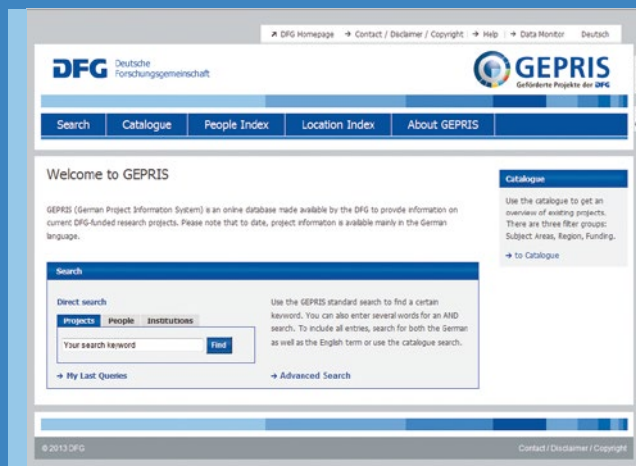 DFG Homepage → Contact / Disclaimer / Copyright → Help → Data Monitor Deutsch
DFG Deutsche
Forschungsgemeinschaft
GEPRIS
Geförderte Projekte der DFG
Search Catalogue People Index Location Index About GEPRIS
Welcome to GEPRIS
GEPRIS (German Project Information System) is an online database made available by the DFG to provide information on
current DFG-funded research projects. Please note that to date, project information is available mainly in the German
language.
Search
Direct search
Projects People Institutions
Your search keyword Find
→ My Last Queries
Use the GEPRIS standard search to find a certain
keyword. You can also enter several words for an AND
search. To include all entries, search for both the German
as well as the English term or use the catalogue search.
→ Advanced Search
Catalogue
Use the catalogue to get an
overview of existing projects.
There are three filter groups:
Subject Areas, Region, Funding.
→ to Catalogue
© 2013 DFG
Contact / Disclaimer / Copyright